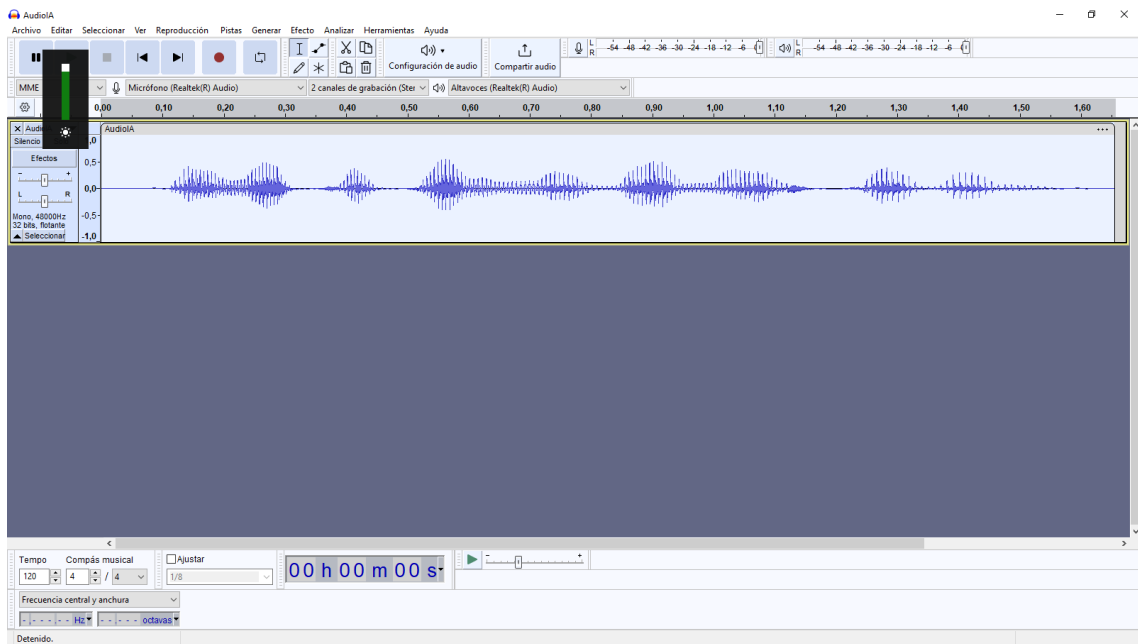 AudioIA
Archivo Editar Seleccionar Ver Reproducción Pistas Generar Efecto Analizar Herramientas Ayuda
Configuración de audio
Compartir audio
L R -54 -48 -42 -36 -30 -24 -18 -12 -6
L R -54 -48 -42 -36 -30 -24 -18 -12 -6
MME Micrófono (Realtek(R) Audio) 2 canales de grabación (Ster Altavoces (Realtek(R) Audio)
0,00 0,10 0,20 0,30 0,40 0,50 0,60 0,70 0,80 0,90 1,00 1,10 1,20 1,30 1,40 1,50 1,60
AudioIA
Silencio
Efectos
- +
L R
Mono, 48000Hz
32 bits, flotante
Seleccionar
0,5
0,0
-0,5
-1,0
Tempo Compás musical Ajustar
120 4 / 4 1/8
00 h 00 m 00 s
- +
Frecuencia central y anchura
Hz octavas
Detenido.